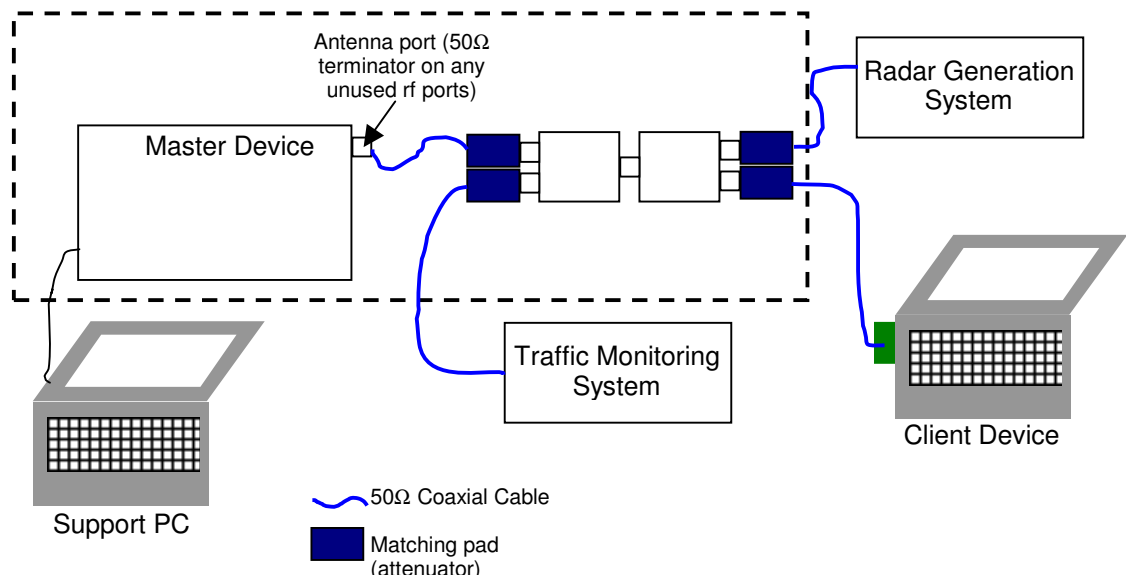 Antenna port (50Ω
terminator on any
unused rf ports)
Master Device
Radar Generation
System
Traffic Monitoring
System
Client Device
Support PC
50Ω Coaxial Cable
Matching pad
(attenuator)